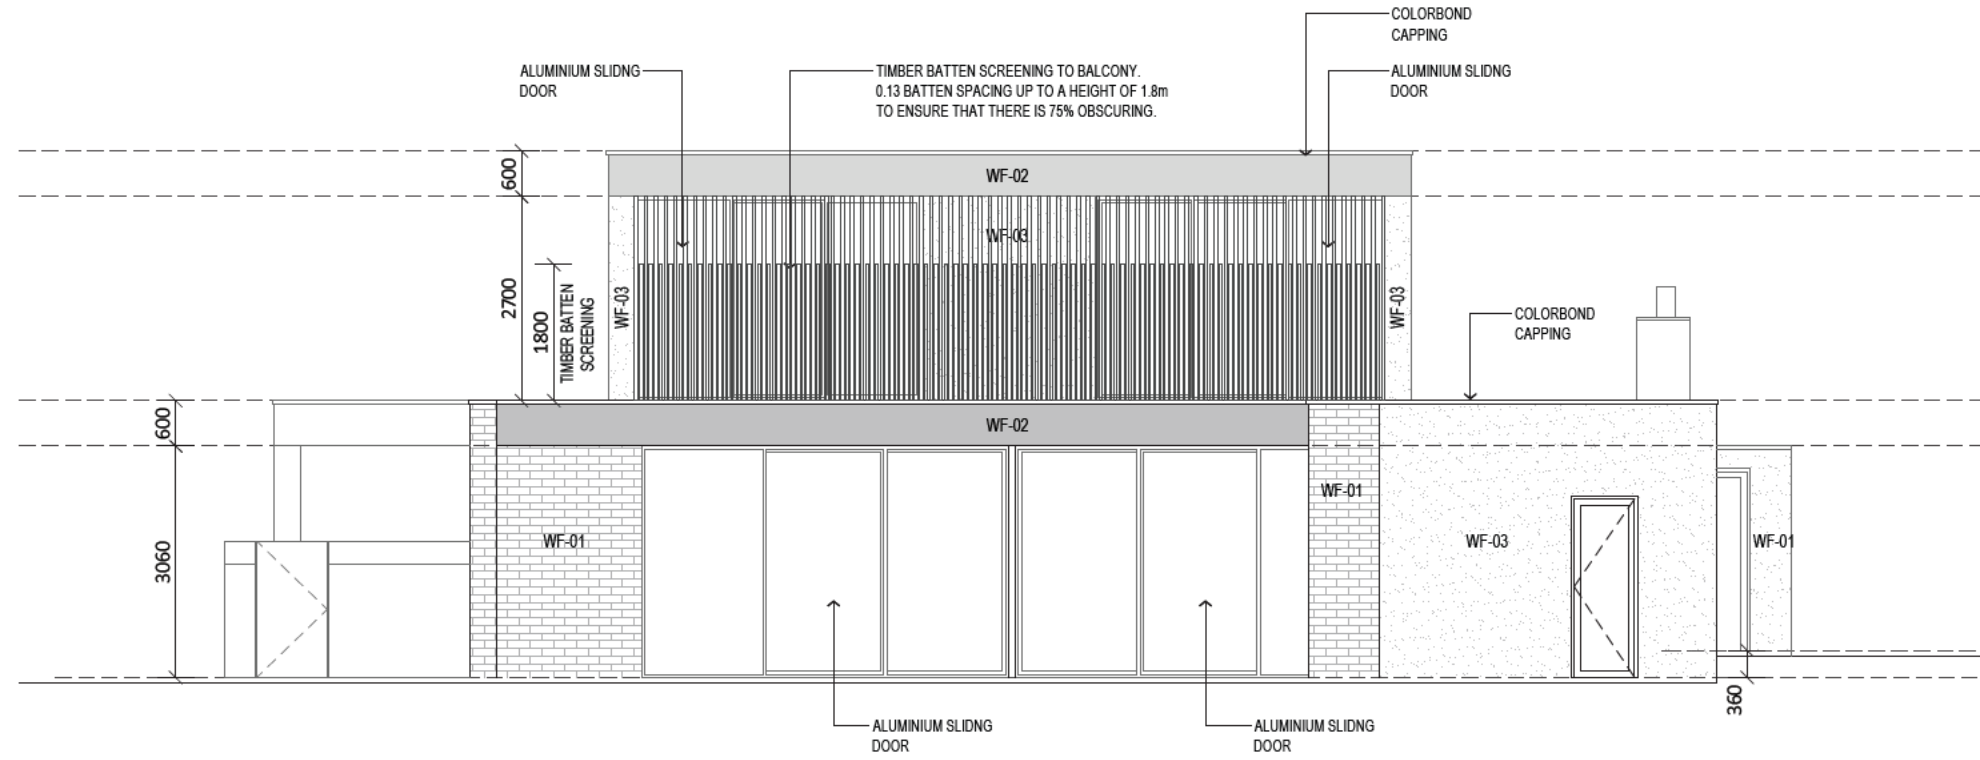 COLORBOND
CAPPING
ALUMINIUM SLIDNG
DOOR
TIMBER BATTEN SCREENING TO BALCONY.
0.13 BATTEN SPACING UP TO A HEIGHT OF 1.8m
TO ENSURE THAT THERE IS 75% OBSCURING.
ALUMINIUM SLIDNG
DOOR
600
WF-02
WF-03
2700
1800
TIMBER BATTEN
SCREENING
WF-03
WF-03
COLORBOND
CAPPING
600
WF-02
3060
WF-01
WF-01
WF-03
WF-01
360
ALUMINIUM SLIDNG
DOOR
ALUMINIUM SLIDNG
DOOR